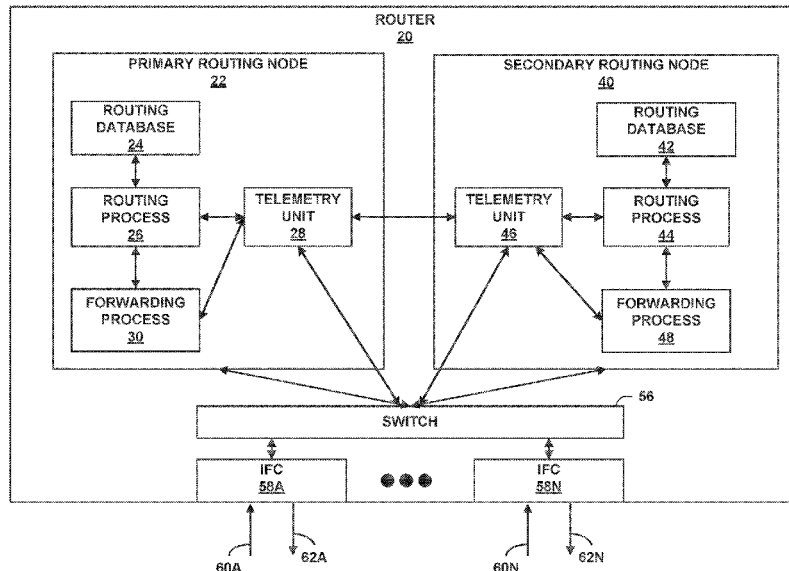 ROUTER
20
PRIMARY ROUTING NODE
22
ROUTING
DATABASE
24
ROUTING
PROCESS
26
TELEMETRY
UNIT
28
FORWARDING
PROCESS
30
SECONDARY ROUTING NODE
40
ROUTING
DATABASE
42
TELEMETRY
UNIT
46
ROUTING
PROCESS
44
FORWARDING
PROCESS
48
56
SWITCH
IFC
58A
IFC
58N
60A
62A
60N
62N